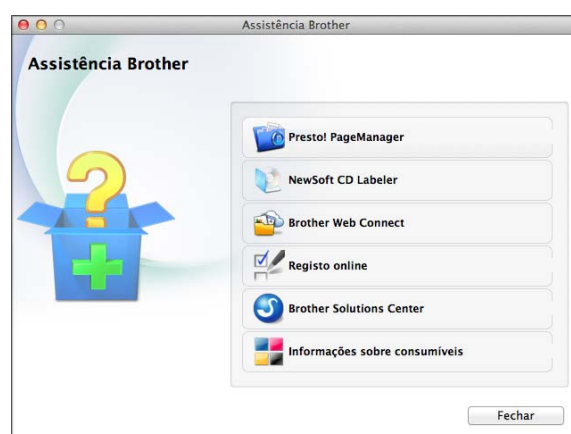 Assistência Brother
Assistência Brother
Presto! PageManager
NewSoft CD Labeler
Brother Web Connect
Registo online
Brother Solutions Center
Informações sobre consumíveis
Fechar